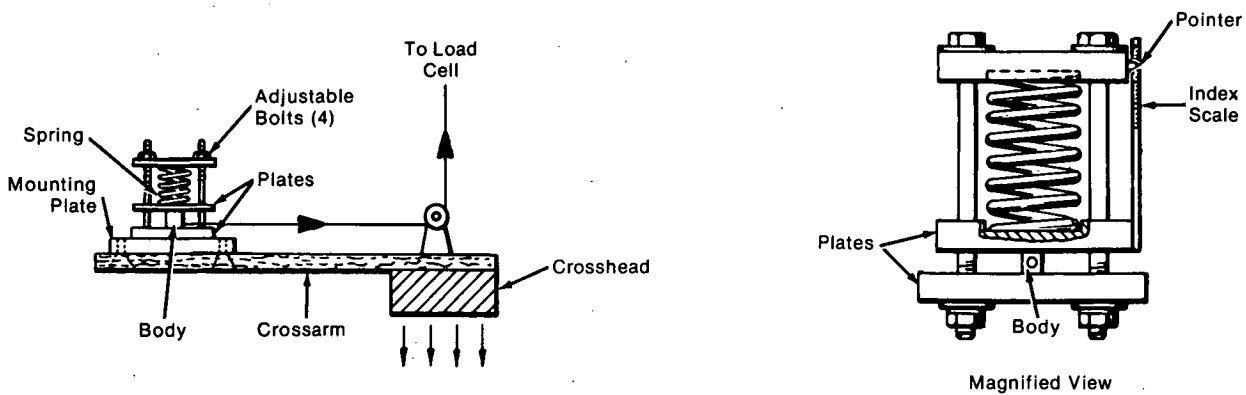 To Load
Cell
Adjustable
Bolts (4)
Spring
Mounting
Plate
Plates
Crosshead
Body
Crossarm
Pointer
Index
Scale
Plates
Body
Magnified View